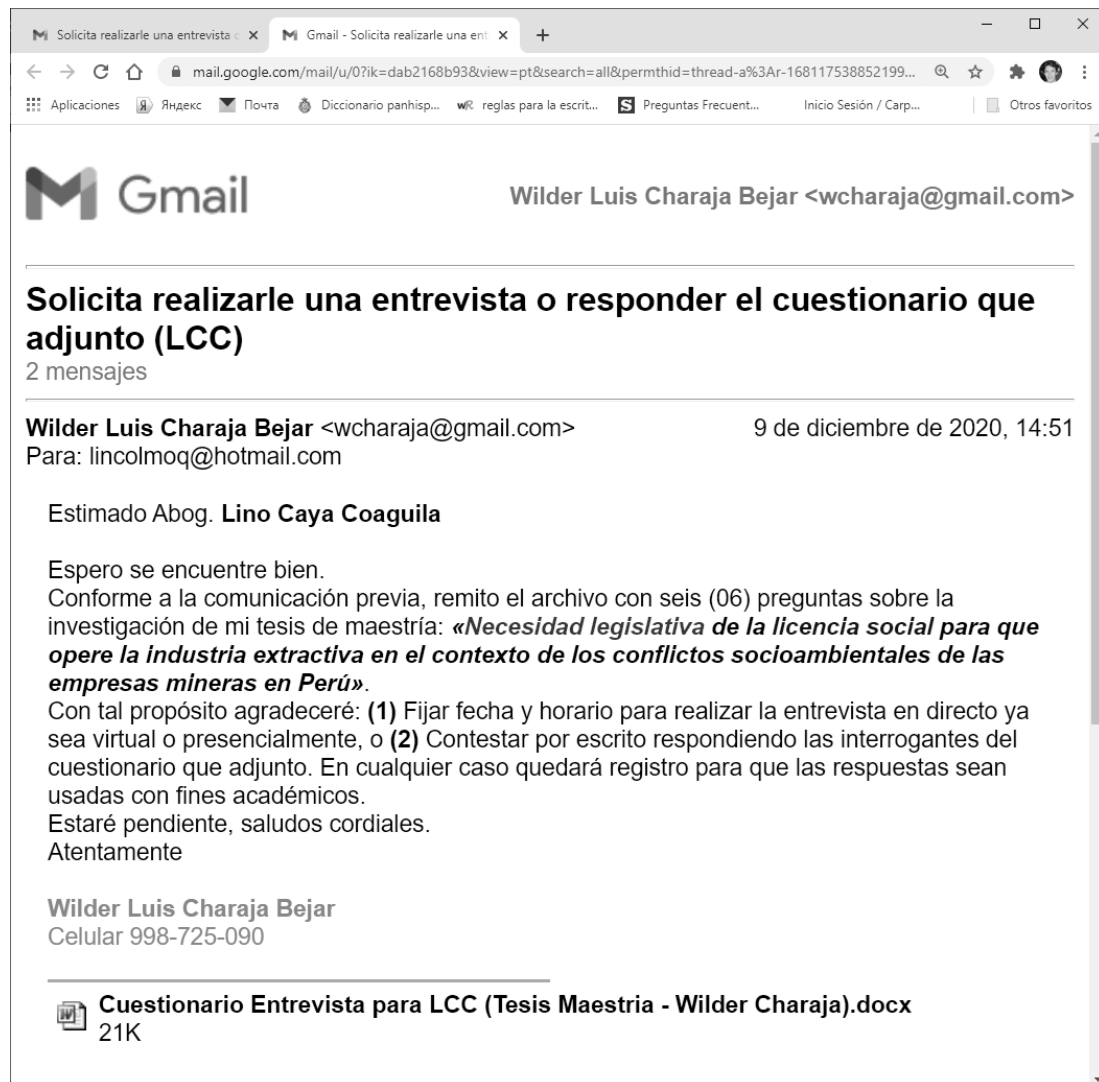 Solicita realizarle una entrevista c
Gmail - Solicita realizarle una ent
mail.google.com/mail/u/0?ik=dab2168b93&view=pt&search=all&permthid=thread-a%3Ar-168117538852199...
Aplicaciones Яндекс Почта Diccionario panhisp... wR reglas para la escrit... S Preguntas Frecuent... Inicio Sesión / Carp... Otros favoritos
Gmail
Wilder Luis Charaja Bejar <wcharaja@gmail.com>
Solicita realizarle una entrevista o responder el cuestionario que
adjunto (LCC)
2 mensajes
Wilder Luis Charaja Bejar <wcharaja@gmail.com> 9 de diciembre de 2020, 14:51
Para: lincolmoq@hotmail.com
Estimado Abog. Lino Caya Coaguila
Espero se encuentre bien.
Conforme a la comunicación previa, remito el archivo con seis (06) preguntas sobre la
investigación de mi tesis de maestría: «Necesidad legislativa de la licencia social para que
opere la industria extractiva en el contexto de los conflictos socioambientales de las
empresas mineras en Perú».
Con tal propósito agradeceré: (1) Fijar fecha y horario para realizar la entrevista en directo ya
sea virtual o presencialmente, o (2) Contestar por escrito respondiendo las interrogantes del
cuestionario que adjunto. En cualquier caso quedará registro para que las respuestas sean
usadas con fines académicos.
Estaré pendiente, saludos cordiales.
Atentamente
Wilder Luis Charaja Bejar
Celular 998-725-090
Cuestionario Entrevista para LCC (Tesis Maestria - Wilder Charaja).docx
21K